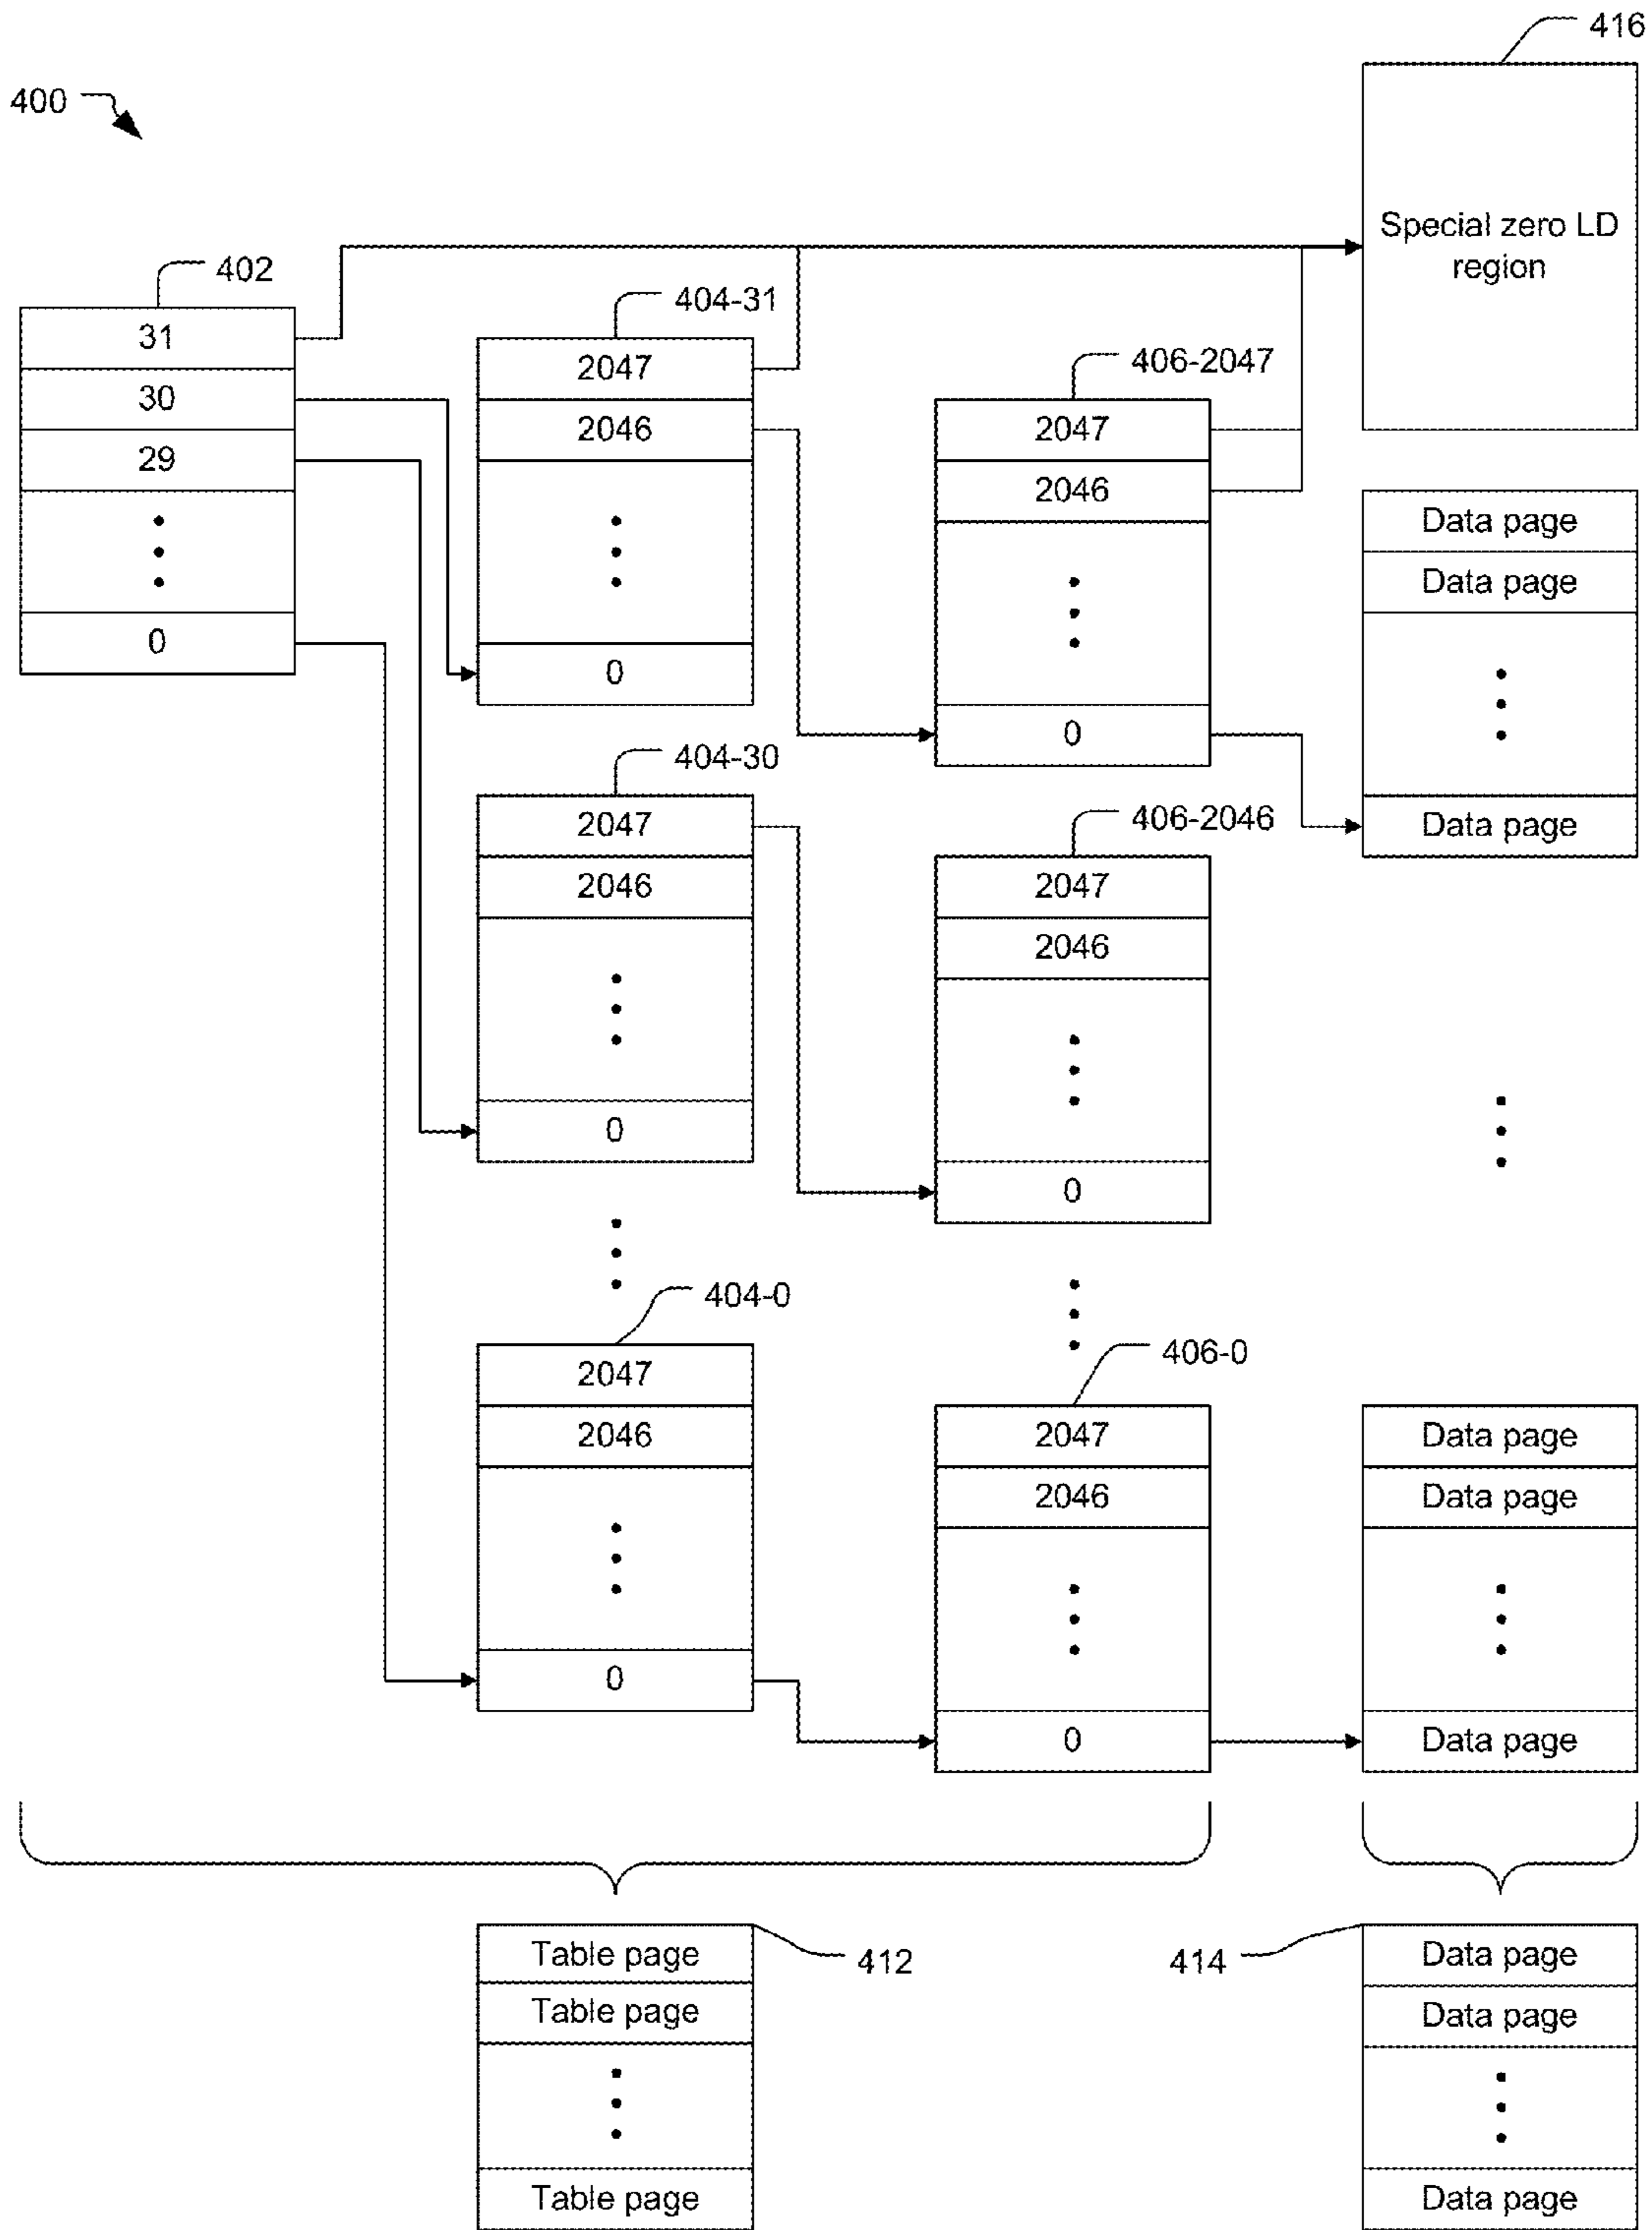 416
400
Special zero LD
region
402
31
30
29
0
404-31
2047
2046
0
406-2047
2047
2046
0
Data page
Data page
Data page
404-30
2047
2046
0
406-2046
2047
2046
0
404-0
2047
2046
0
406-0
2047
2046
0
Data page
Data page
Data page
412
Table page
Table page
Table page
414
Data page
Data page
Data page